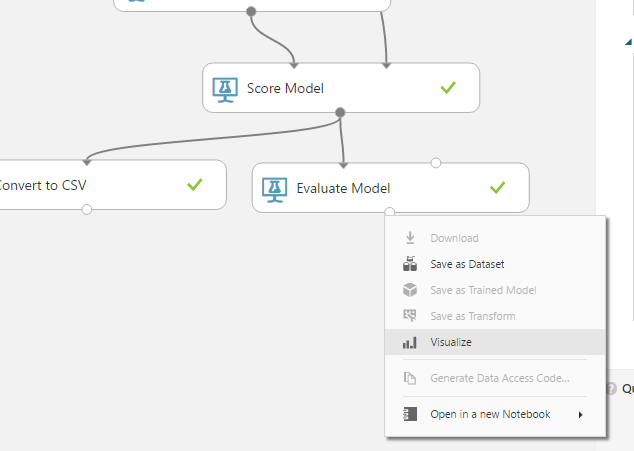 Score Model
Convert to CSV
Evaluate Model
Download
Save as Dataset
Save as Trained Model
Save as Transform
Visualize
Generate Data Access Code...
Open in a new Notebook